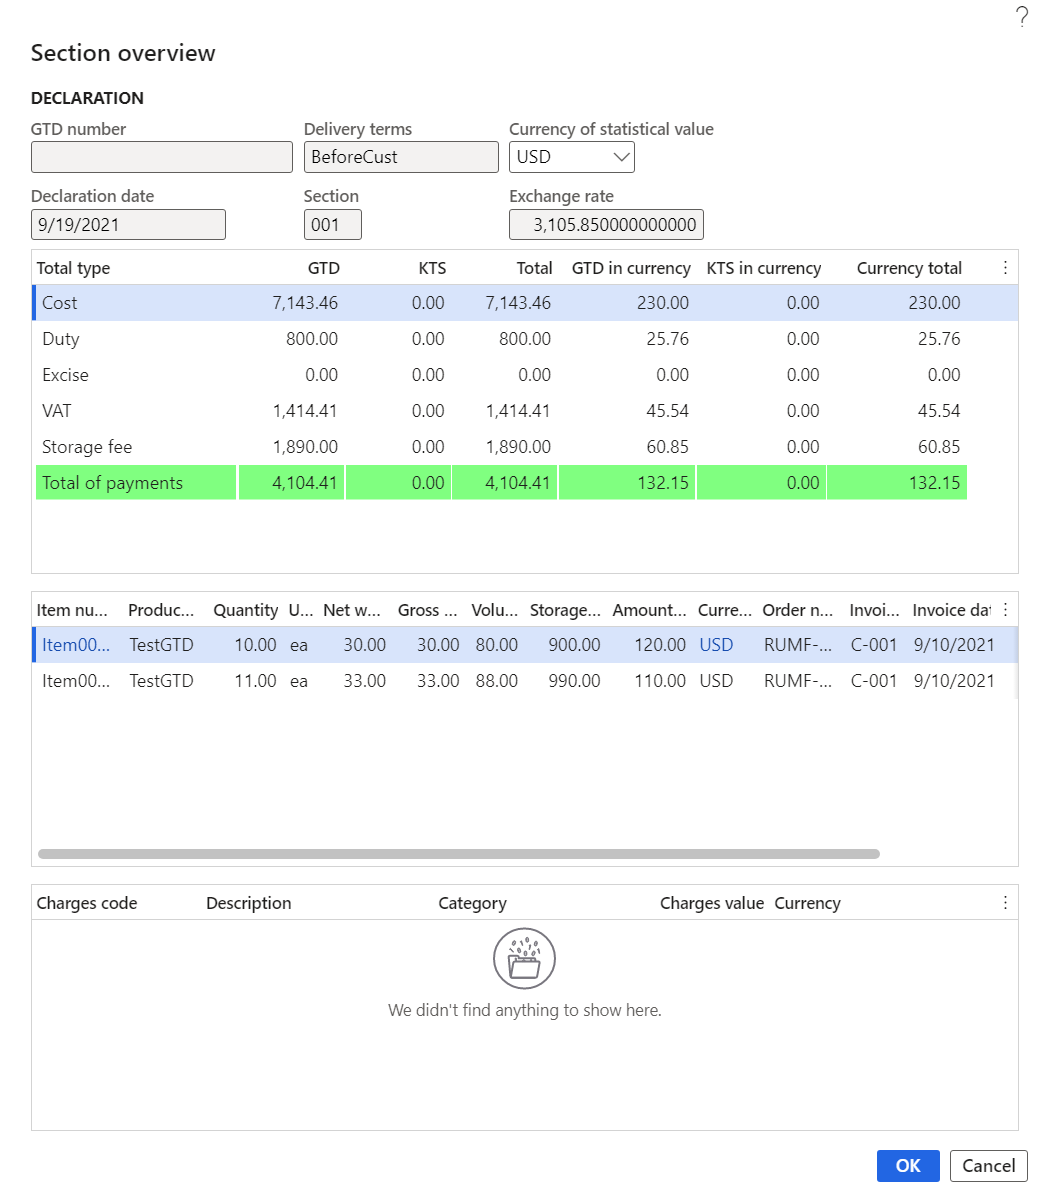 ?
Section overview
DECLARATION
GTD number Delivery terms Currency of statistical value
BeforeCust USD
Declaration date Section Exchange rate
9/19/2021 001 3,105.850000000000
Total type GTD KTS Total GTD in currency KTS in currency Currency total
Cost 7,143.46 0.00 7,143.46 230.00 0.00 230.00
Duty 800.00 0.00 800.00 25.76 0.00 25.76
Excise 0.00 0.00 0.00 0.00 0.00 0.00
VAT 1,414.41 0.00 1,414.41 45.54 0.00 45.54
Storage fee 1,890.00 0.00 1,890.00 60.85 0.00 60.85
Total of payments 4,104.41 0.00 4,104.41 132.15 0.00 132.15
Item nu... Produc... Quantity U... Net w... Gross ... Volu... Storage... Amount... Curre... Order n... Invoi... Invoice dat
Item00... TestGTD 10.00 ea 30.00 30.00 80.00 900.00 120.00 USD RUMF-... C-001 9/10/2021
Item00... TestGTD 11.00 ea 33.00 33.00 88.00 990.00 110.00 USD RUMF-... C-001 9/10/2021
Charges code Description Category Charges value Currency
We didn't find anything to show here.
OK Cancel